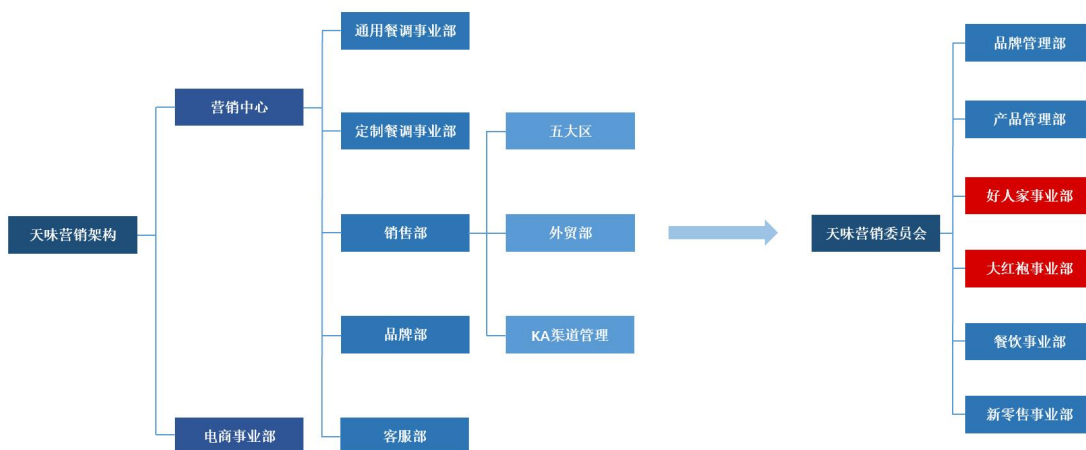 天味营销架构
营销中心
电商事业部
通用餐调事业部
定制餐调事业部
销售部
品牌部
客服部
五大区
外贸部
KA渠道管理
天味营销委员会
品牌管理部
产品管理部
好人家事业部
大红袍事业部
餐饮事业部
新零售事业部